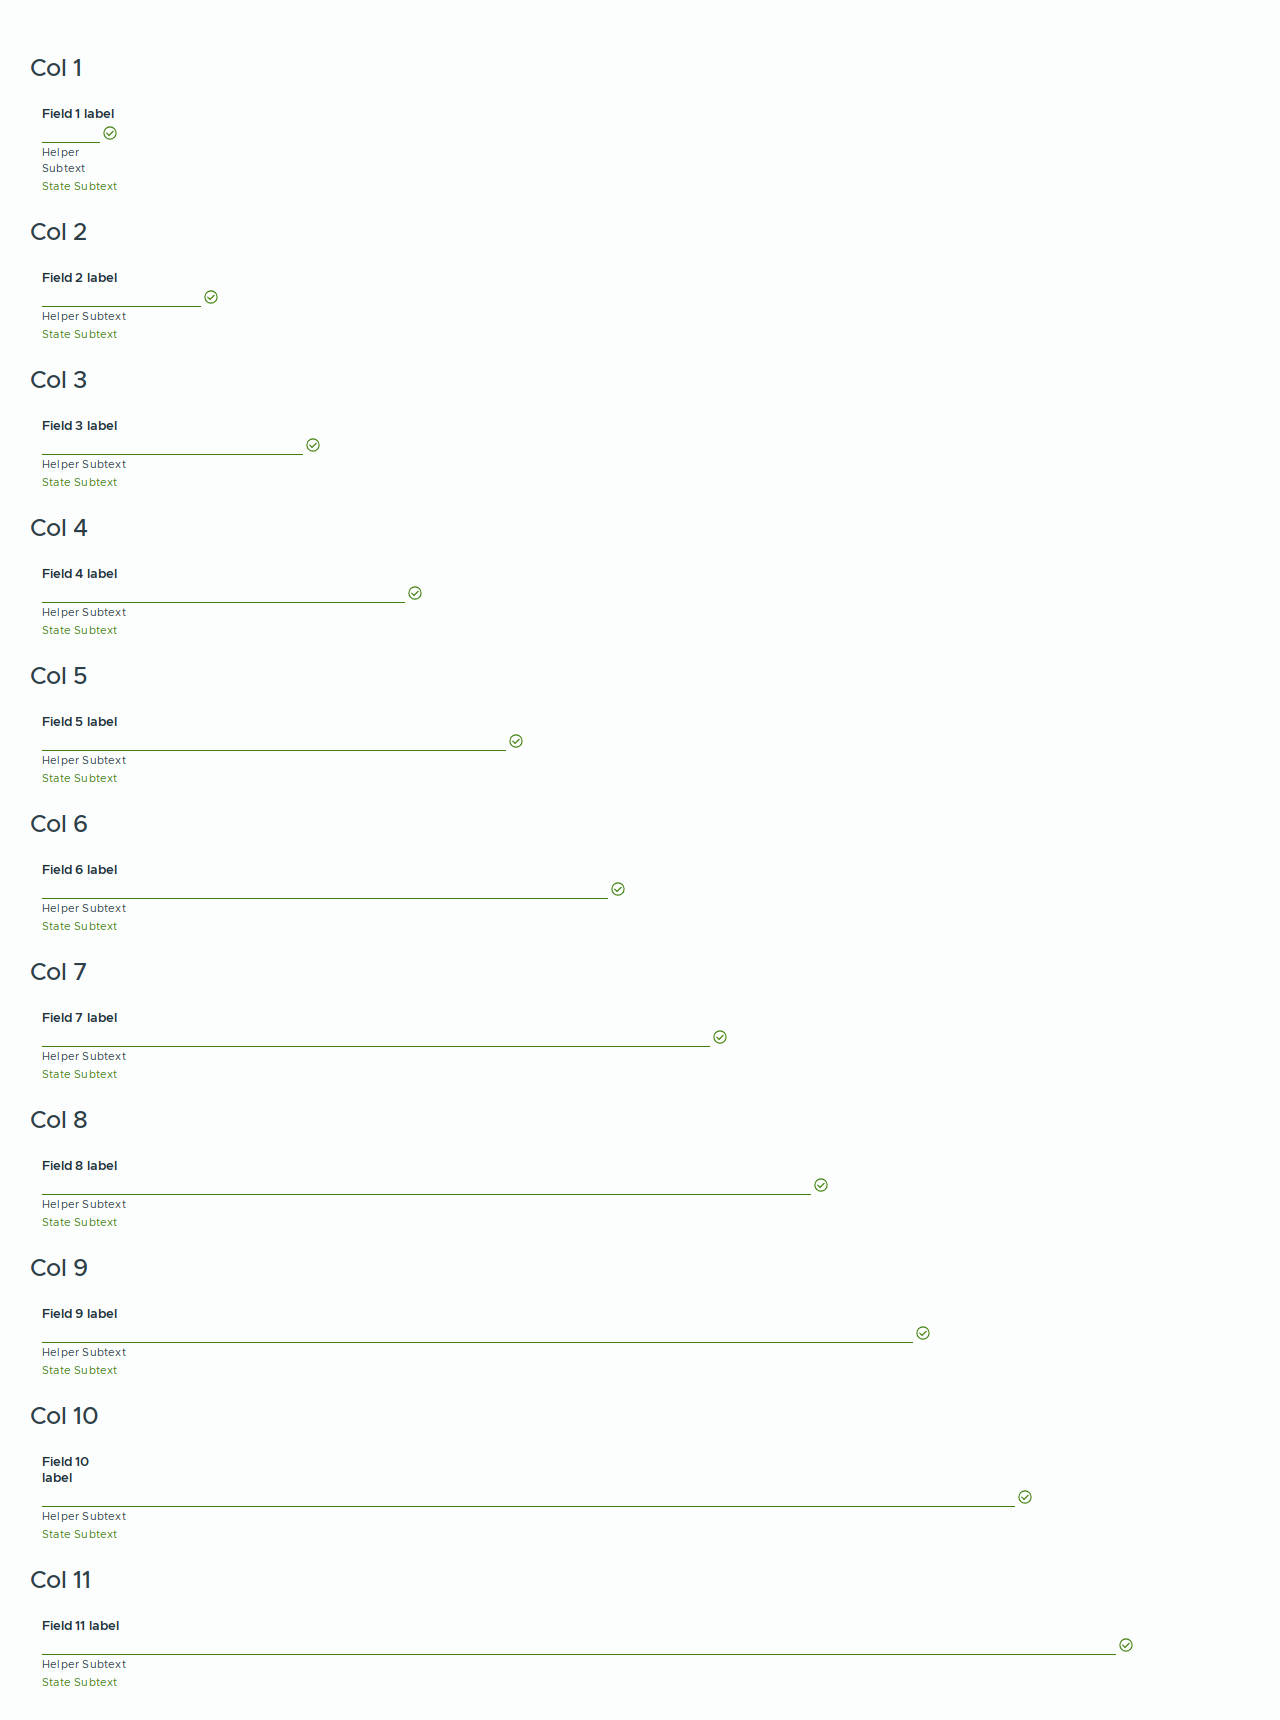 Col 1
Field 1 label
Helper
Subtext
State Subtext
Col 2
Field 2 label
Helper Subtext
State Subtext
Col 3
Field 3 label
Helper Subtext
State Subtext
Col 4
Field 4 label
Helper Subtext
State Subtext
Col 5
Field 5 label
Helper Subtext
State Subtext
Col 6
Field 6 label
Helper Subtext
State Subtext
Col 7
Field 7 label
Helper Subtext
State Subtext
Col 8
Field 8 label
Helper Subtext
State Subtext
Col 9
Field 9 label
Helper Subtext
State Subtext
Col 10
Field 10
label
Helper Subtext
State Subtext
Col 11
Field 11 label
Helper Subtext
State Subtext